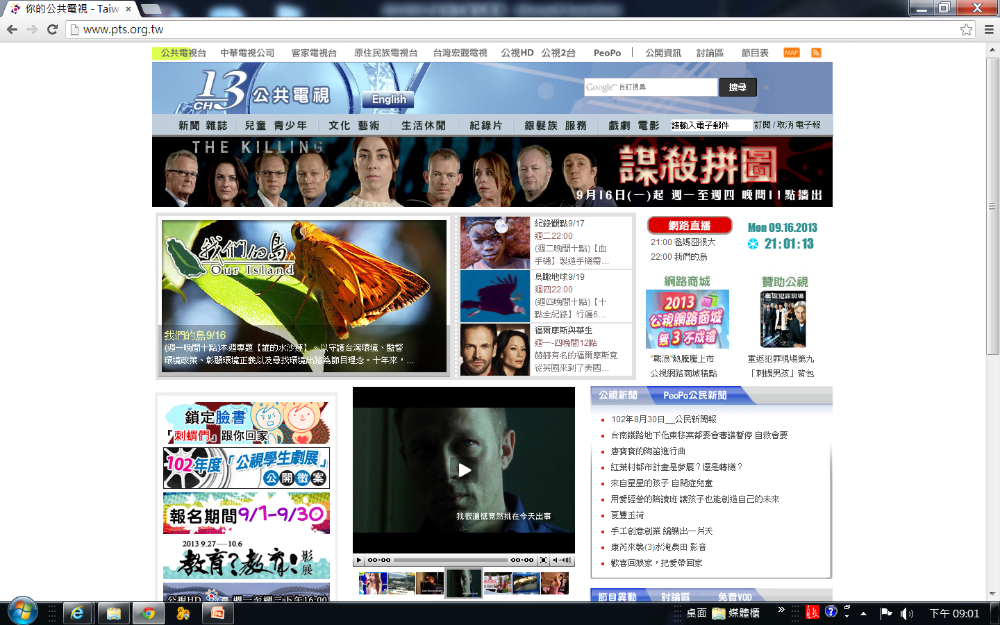 你的公共電視 - Taiw
www.pts.org.tw
公共電視台 中華電視公司 客家電視台 原住民族電視台 台灣宏觀電視 公視HD 公視2台 PeoPo | 公開資訊 討論區 節目表 MAP
CH 13 公共電視
English
Google™ 自訂搜尋
搜尋
新聞 雜誌 兒童 青少年 文化 藝術 生活休閒 紀錄片 銀髮族 服務 戲劇 電影 請輸入電子郵件 訂閱 / 取消 電子報
THE KILLING
謀殺拼圖
9月16日(一)起 週一至週四 晚間11點播出
我們的島
Our Island
我們的島9/16
(週一晚間十點)本週專題【誰的水沙連】。以守護台灣環境、監督
環境政策、彰顯環境正義以及尋找環境出路為節目理念。十年來，...
紀錄觀點9/17
週二22:00
(週二晚間十點)【血
手機】製造手機需...
鳥瞰地球9/19
週四22:00
(週四晚間十點)【十
點全紀錄】行遍6...
福爾摩斯與華生
週一-四晚間12點
赫赫有名的福爾摩斯竟
從英國來到了美國...
網路直播
21:00 爸媽囧很大
22:00 我們的島
Mon 09.16.2013
21:01:13
網路商城
2013
公視網路商城
無3不成禮
"戰浪"熱騰騰上市
公視網路商城積點
贊助公視
重返犯罪現場
重返犯罪現場第九
「刺蝟男孩」背包
鎖定臉書
『刺蝟們』跟你回家
102年度「公視學生劇展」
公開徵案
報名期間9/1-9/30
2013 9.27—10.6
教育?教育!影展
公視HD 週一至週三下午16:00
我很遺憾竟然挑在今天出事
00:00 00:00
公視新聞 PeoPo公民新聞
102年8月30日__公民新聞報
台南鐵路地下化東移案都委會審議暫停 自救會要
唐寶寶的陶笛進行曲
紅葉村都市計畫是夢魘？還是轉機？
來自星星的孩子 自閉症兒童
用愛經營的陪讀班 讓孩子也能創造自己的未來
夏豐玉荷
手工創意創業 編織出一片天
康芮來襲(3)水淹農田 影音
歡喜回娘家，把愛帶回家
節目異動 討論區 免費VOD
桌面 媒體櫃 » 下午 09:01